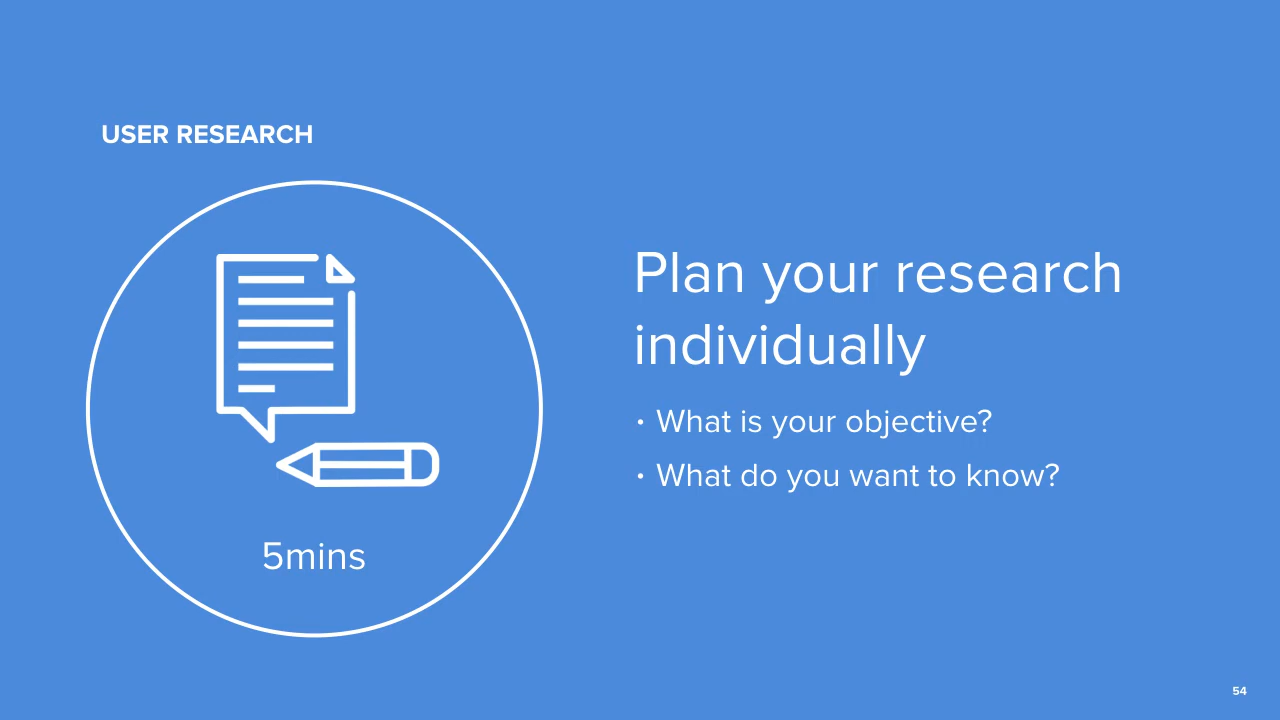 USER RESEARCH
5mins
Plan your research
individually
• What is your objective?
• What do you want to know?
54